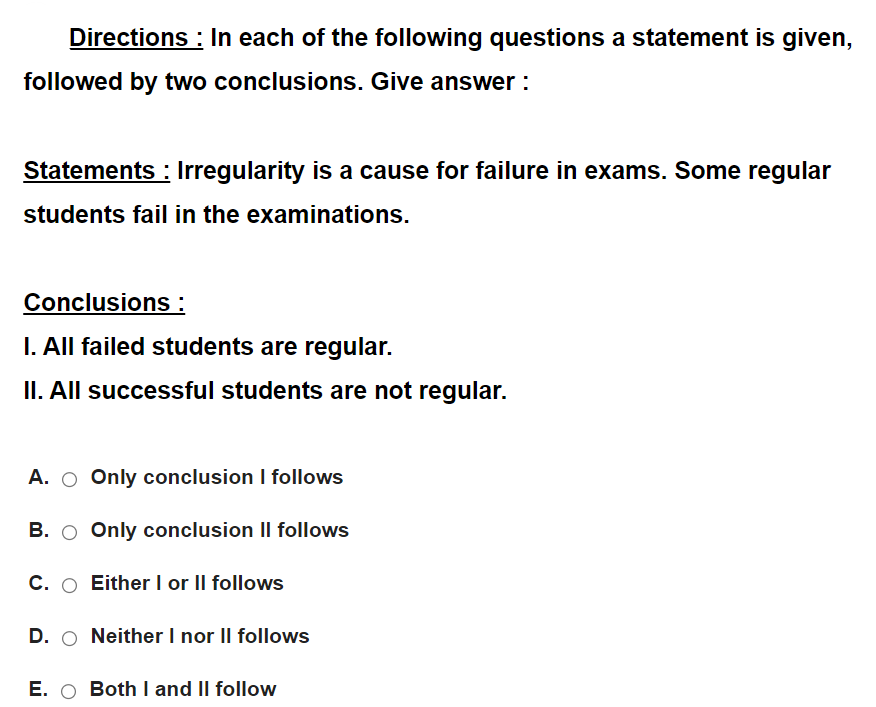 Directions : In each of the following questions a statement is given,
followed by two conclusions. Give answer :
Statements : Irregularity is a cause for failure in exams. Some regular
students fail in the examinations.
Conclusions :
I. All failed students are regular.
II. All successful students are not regular.
A. Only conclusion I follows
B. Only conclusion II follows
C. Either I or II follows
D. Neither I nor II follows
E. Both I and II follow